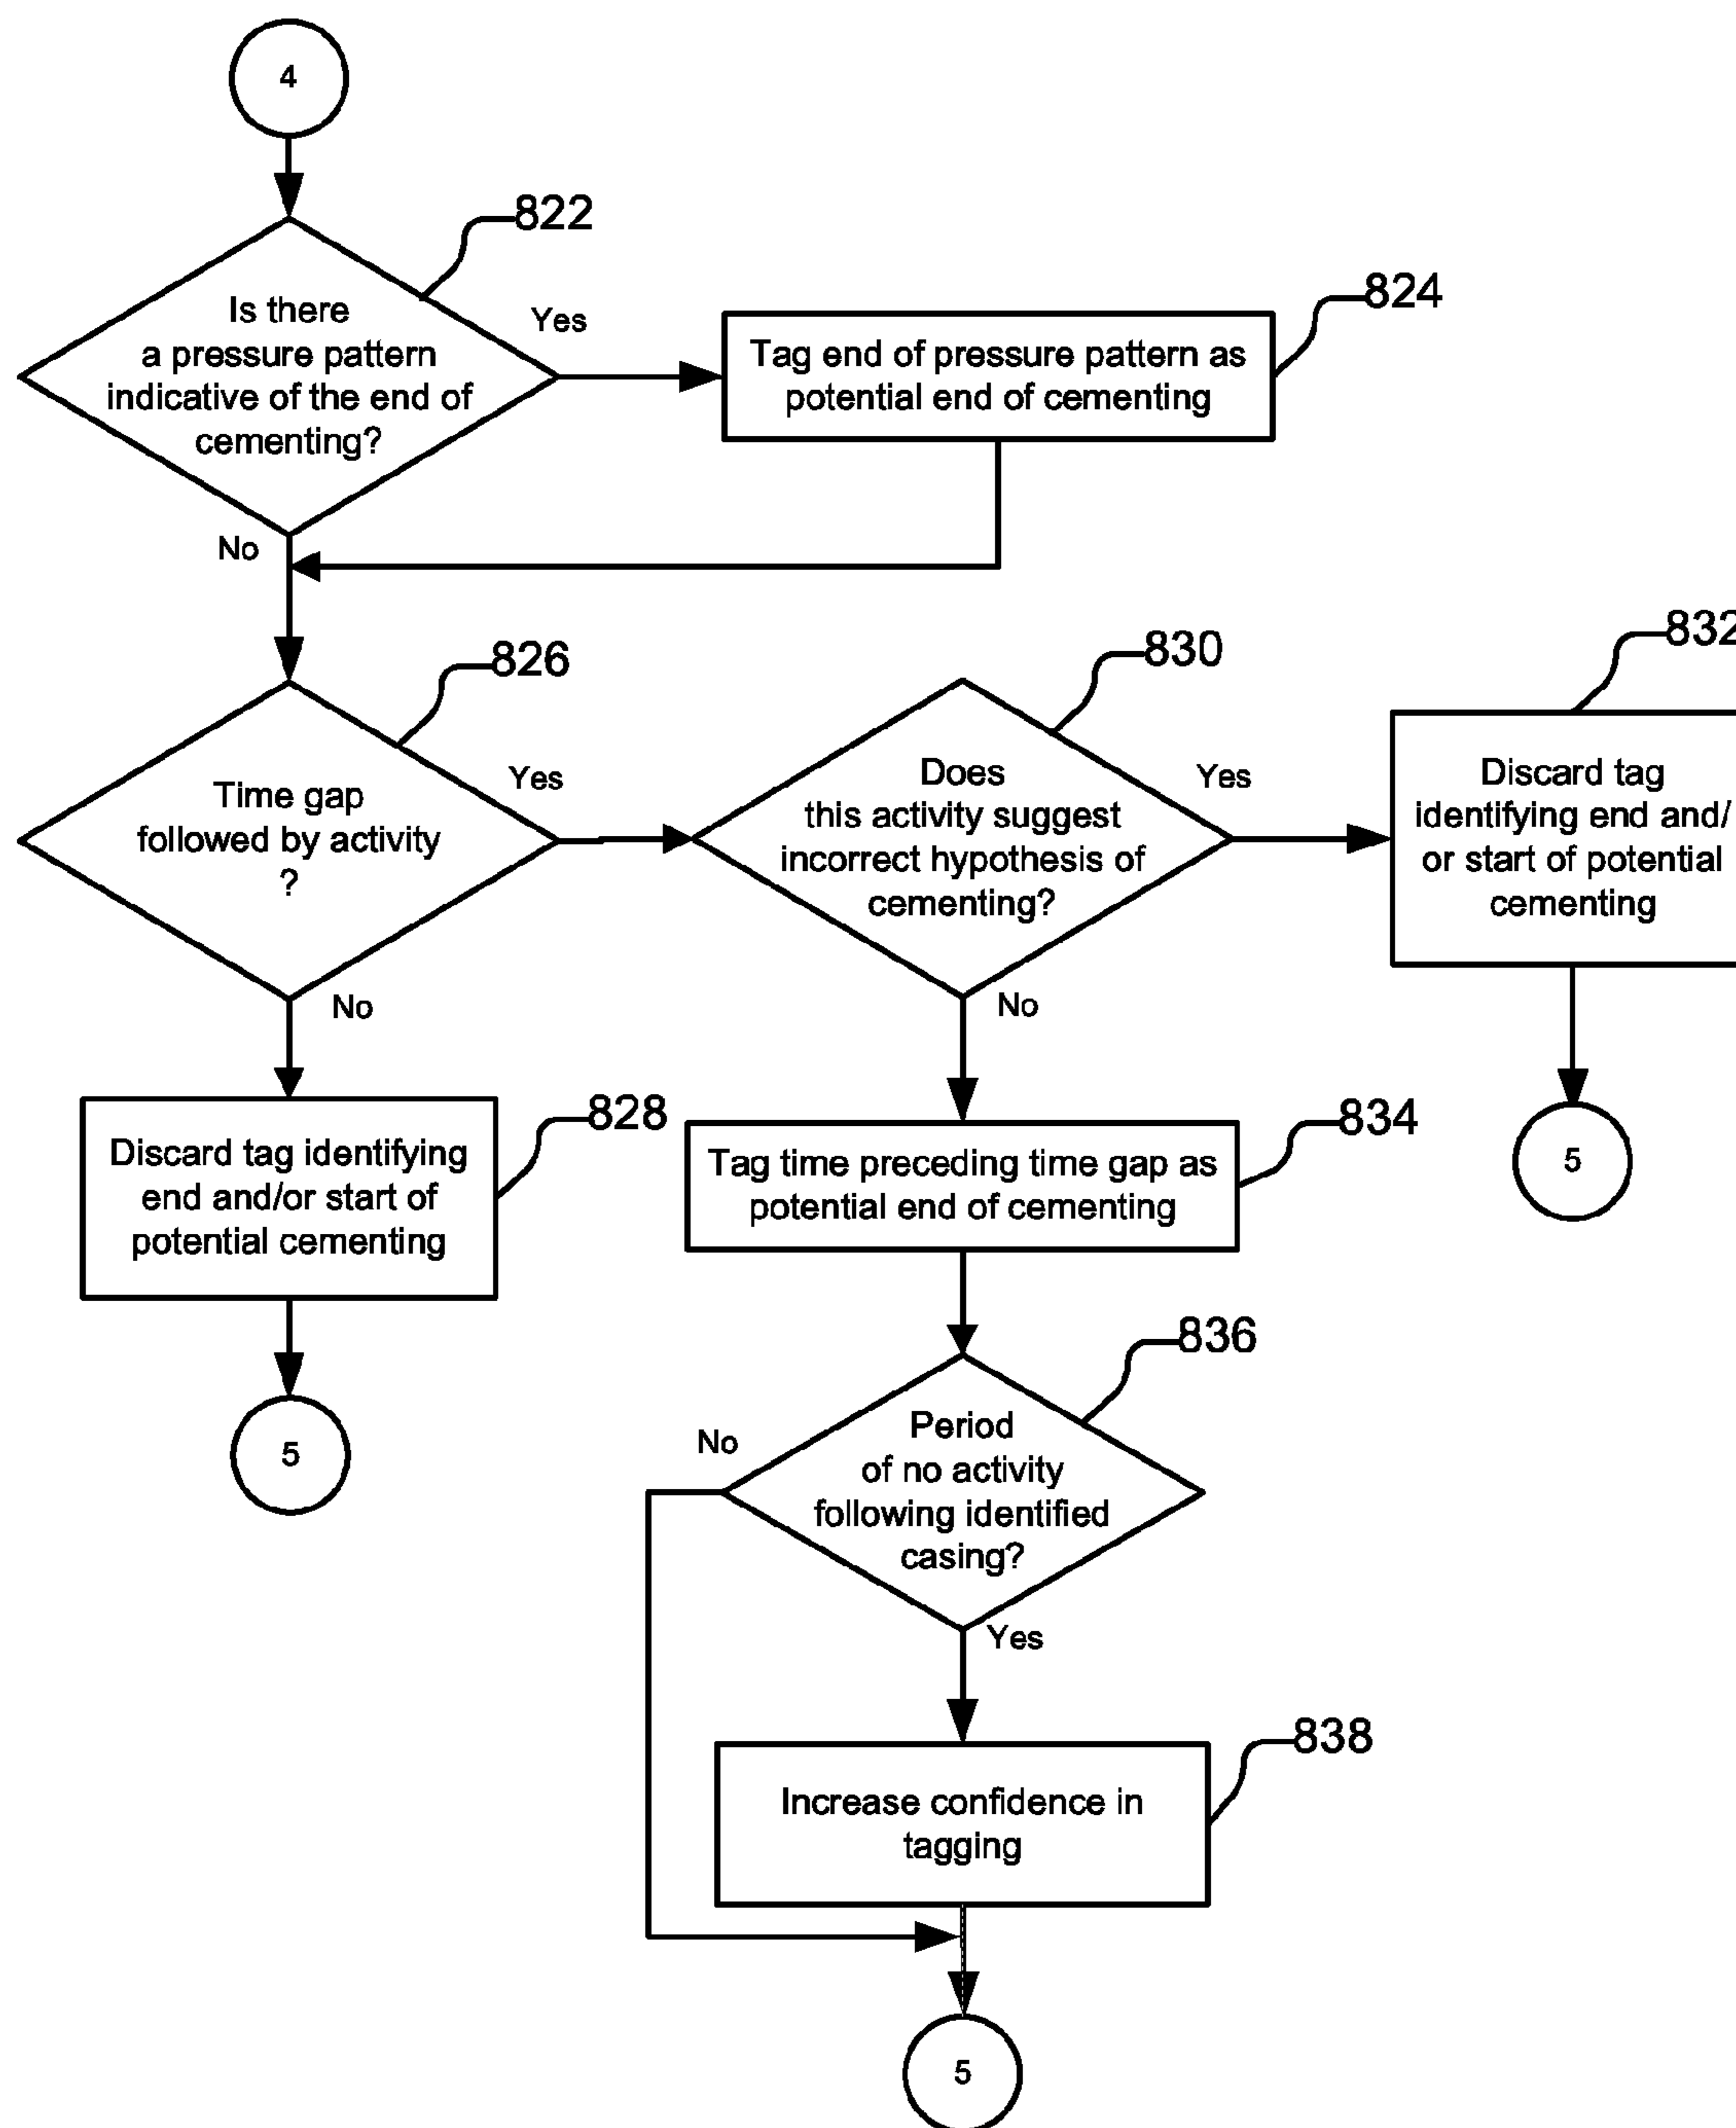 4
822
Is there
a pressure pattern
indicative of the end of
cementing?
Yes
No
824
Tag end of pressure pattern as
potential end of cementing
826
Time gap
followed by activity
?
Yes
No
830
Does
this activity suggest
incorrect hypothesis of
cementing?
Yes
No
832
Discard tag
identifying end and/
or start of potential
cementing
5
828
Discard tag identifying
end and/or start of
potential cementing
5
834
Tag time preceding time gap as
potential end of cementing
836
Period
of no activity
following identified
casing?
No
Yes
838
Increase confidence in
tagging
5